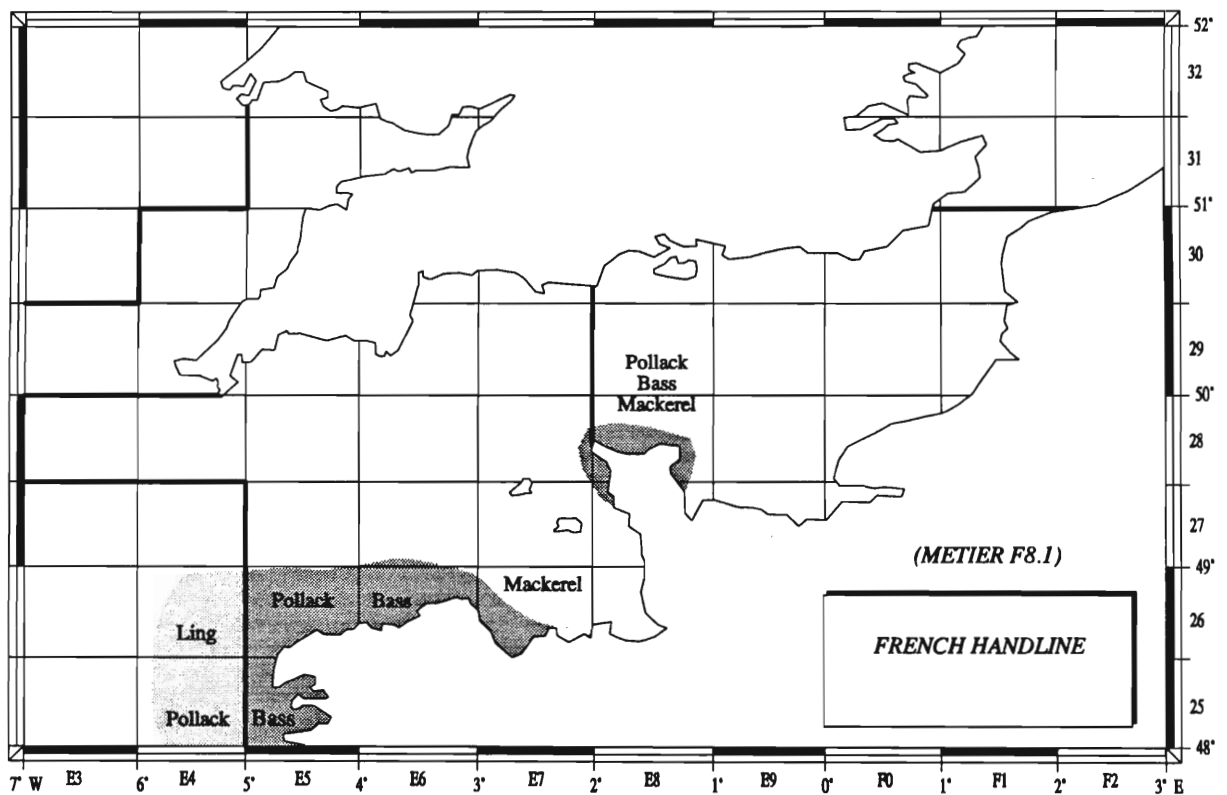 52°
32
31
51°
30
29
Pollack
Bass
Mackerel
50°
28
27
(METIER F8.1)
49°
Mackerel
Pollack Bass
Ling
26
FRENCH HANDLINE
Pollack Bass
25
48°
7° W E3 6° E4 5° E5 4° E6 3° E7 2° E8 1° E9 0° F0 1° F1 2° F2 3° E